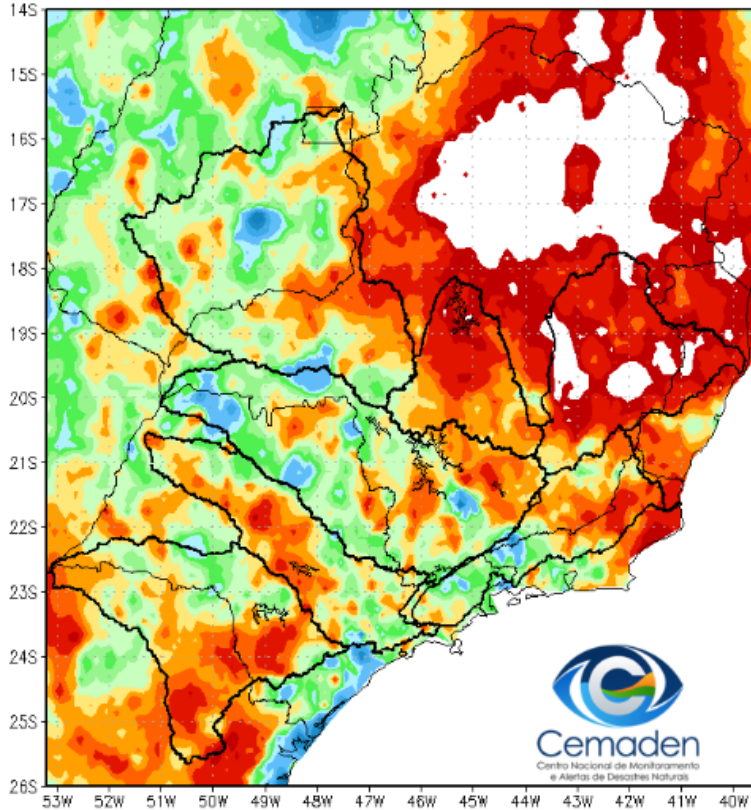 14S
15S
16S
17S
18S
19S
20S
21S
22S
23S
24S
25S
26S
53W 52W 51W 50W 49W 48W 47W 46W 45W 44W 43W 42W 41W 40W
Cemaden
Centro Nacional de Monitoramento
e Alertas de Desastres Naturais